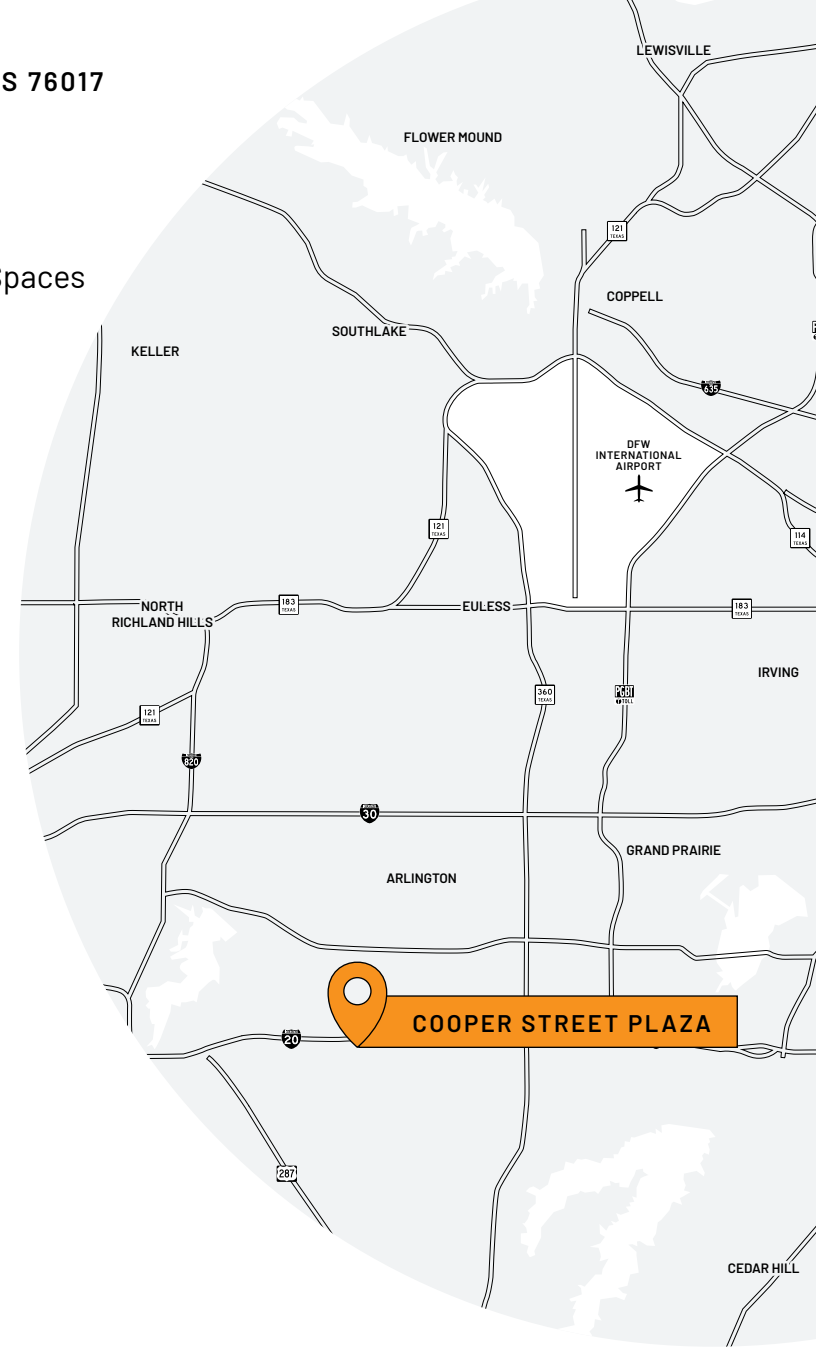 S 76017
Spaces
LEWISVILLE
FLOWER MOUND
121
TEXAS
COPPELL
SOUTHLAKE
KELLER
635
DFW
INTERNATIONAL
AIRPORT
121
TEXAS
114
TEXAS
NORTH
RICHLAND HILLS
183
TEXAS
EULESS
183
TEXAS
IRVING
360
TEXAS
PGBT
TOLL
121
TEXAS
820
30
GRAND PRAIRIE
ARLINGTON
COOPER STREET PLAZA
20
287
CEDAR HILL